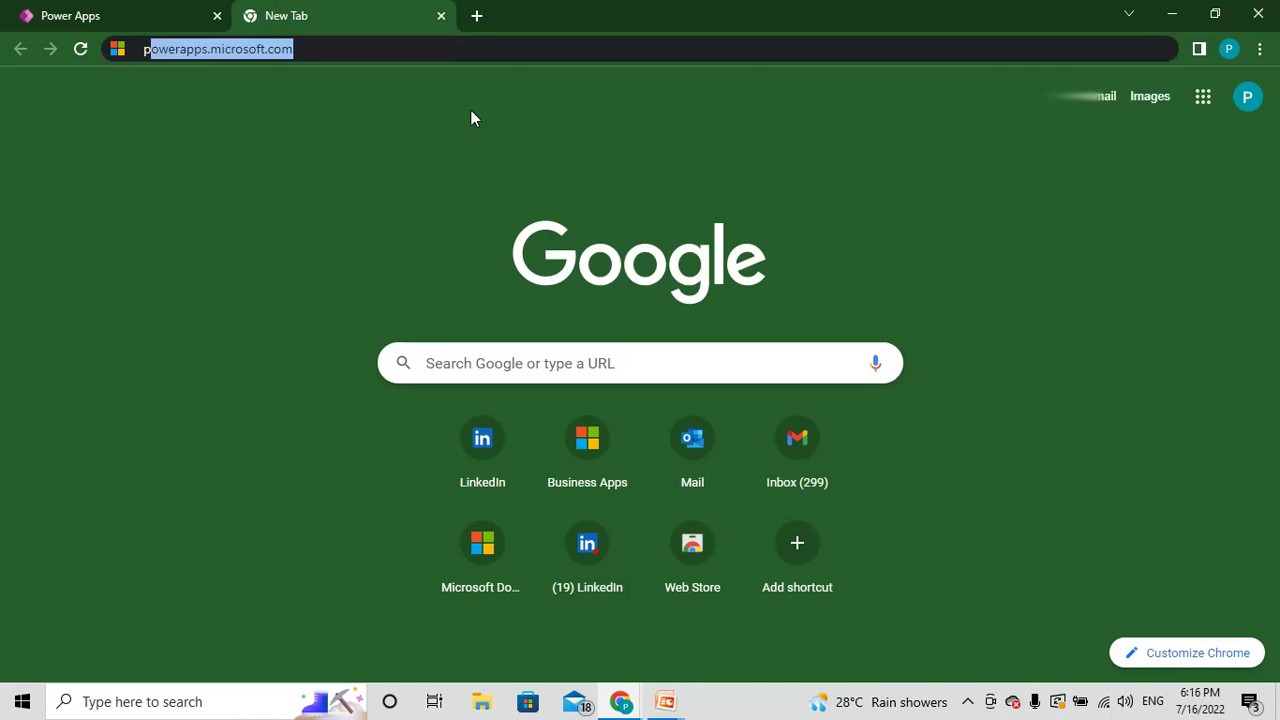 Power Apps
New Tab
powerapps.microsoft.com
P
mail
Images
P
Google
Search Google or type a URL
LinkedIn
Business Apps
Mail
Inbox (299)
Microsoft Do...
(19) LinkedIn
Web Store
Add shortcut
Customize Chrome
Type here to search
18
P
28°C Rain showers
ENG
6:16 PM
7/16/2022
3